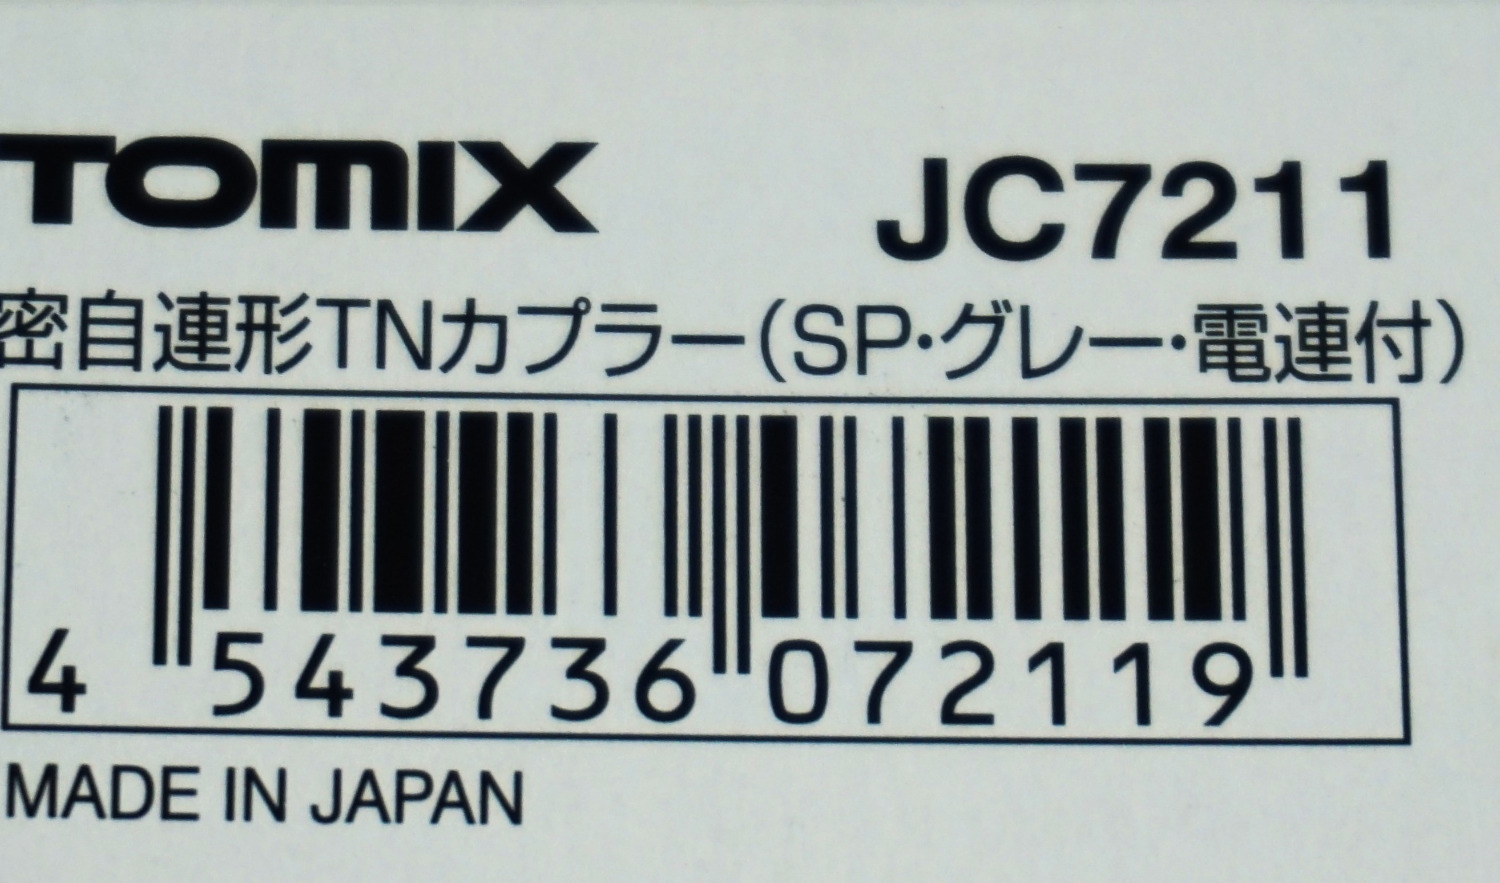 TOMIX JC7211
密自連形TNカプラー(SP・グレー・電連付)
4 543736 072119
MADE IN JAPAN